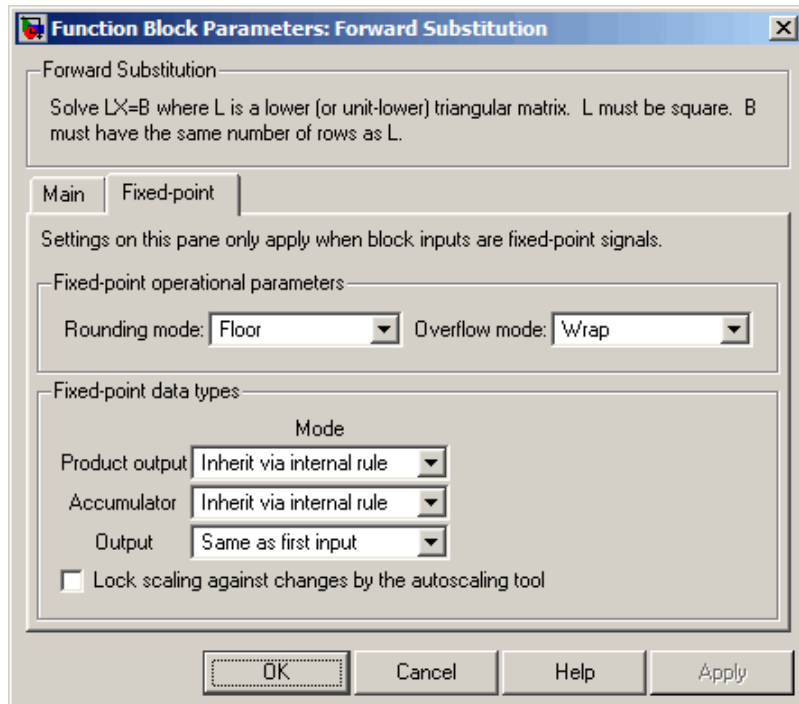 Function Block Parameters: Forward Substitution
Forward Substitution
Solve LX=B where L is a lower (or unit-lower) triangular matrix. L must be square. B
must have the same number of rows as L.
Main Fixed-point
Settings on this pane only apply when block inputs are fixed-point signals.
Fixed-point operational parameters
Rounding mode: Floor Overflow mode: Wrap
Fixed-point data types
Mode
Product output Inherit via internal rule
Accumulator Inherit via internal rule
Output Same as first input
Lock scaling against changes by the autoscaling tool
OK Cancel Help Apply